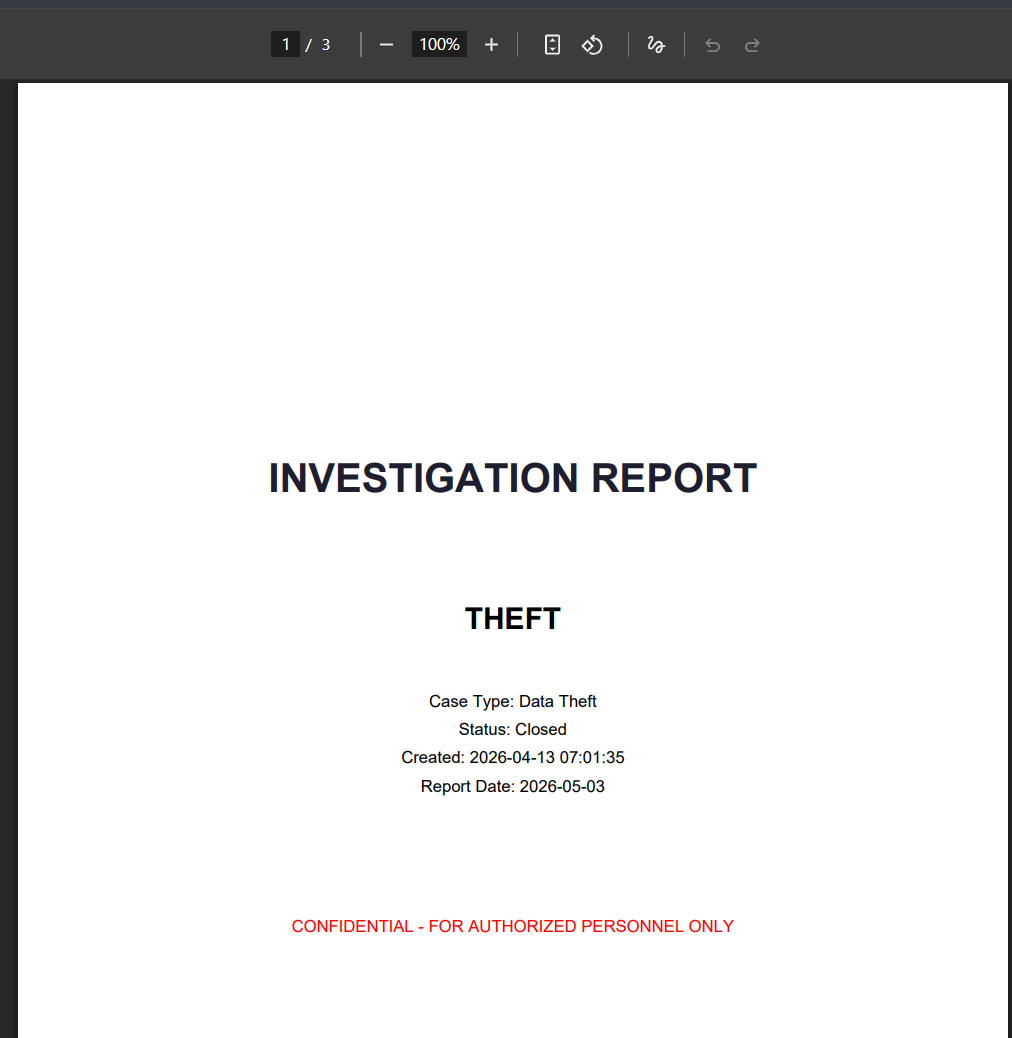 1 / 3 100%
INVESTIGATION REPORT
THEFT
Case Type: Data Theft
Status: Closed
Created: 2026-04-13 07:01:35
Report Date: 2026-05-03
CONFIDENTIAL - FOR AUTHORIZED PERSONNEL ONLY